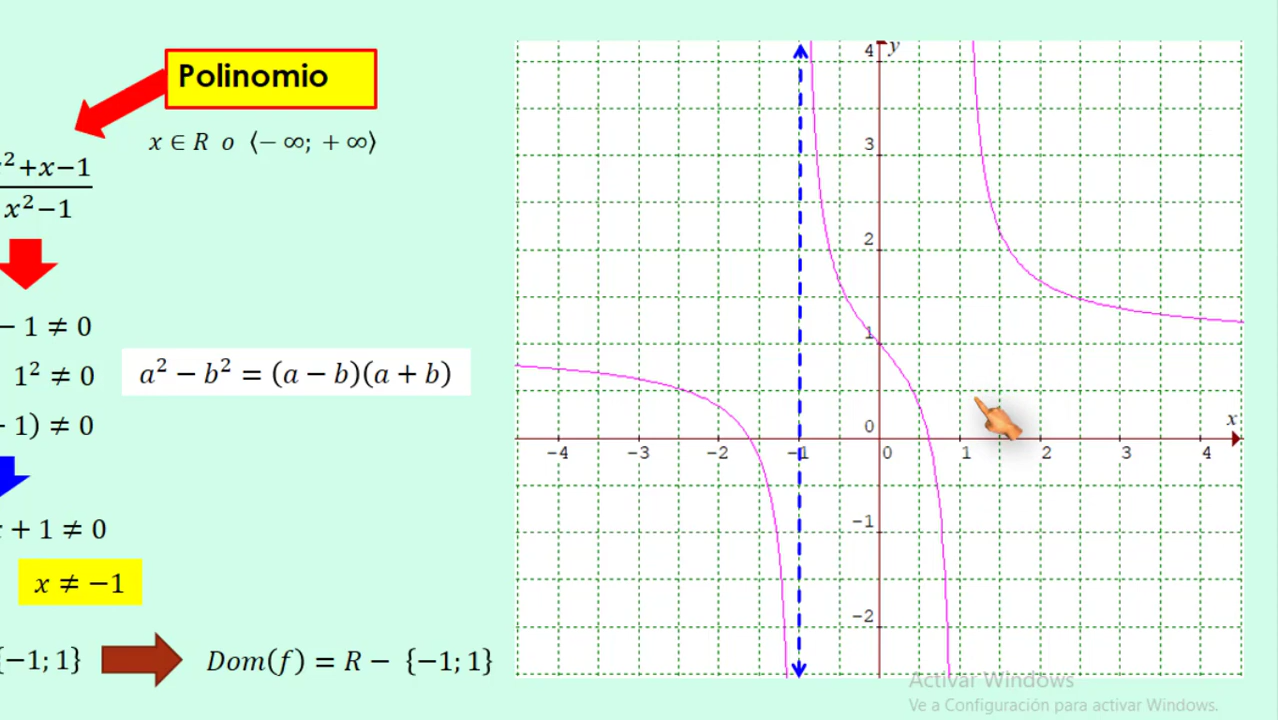 Polinomio
x ∈ R o ⟨− ∞; + ∞⟩
²+x−1
x²−1
− 1 ≠ 0
1² ≠ 0
a² − b² = (a − b)(a + b)
− 1) ≠ 0
+ 1 ≠ 0
x ≠ −1
{−1; 1}
Dom(f) = R − {−1; 1}
y
4
3
2
1
0
x
−4 −3 −2 −1 0 1 2 3 4
−1
−2
Activar Windows
Ve a Configuración para activar Windows.